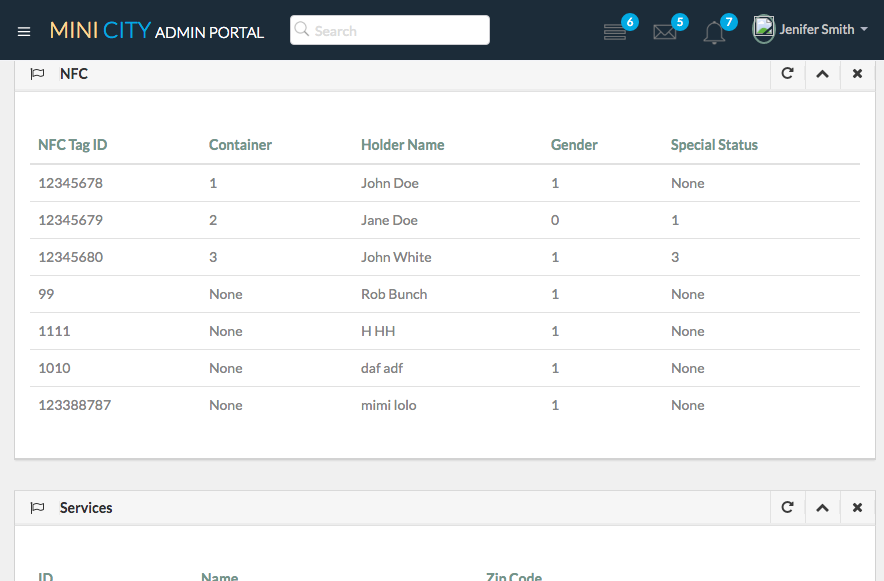 MINI CITY ADMIN PORTAL Search 6 5 7 Jenifer Smith
NFC
NFC Tag ID Container Holder Name Gender Special Status
12345678 1 John Doe 1 None
12345679 2 Jane Doe 0 1
12345680 3 John White 1 3
99 None Rob Bunch 1 None
1111 None H HH 1 None
1010 None daf adf 1 None
123388787 None mimi lolo 1 None
Services
ID Name Zip Code